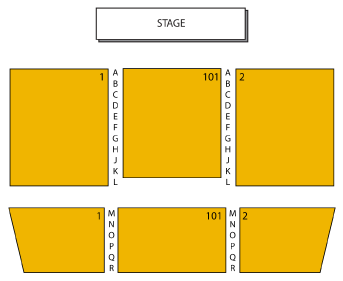 STAGE
1 A 101 A 2
B B
C C
D D
E E
F F
G G
H H
J J
K K
L L
1 M 101 M 2
N N
O O
P P
Q Q
R R